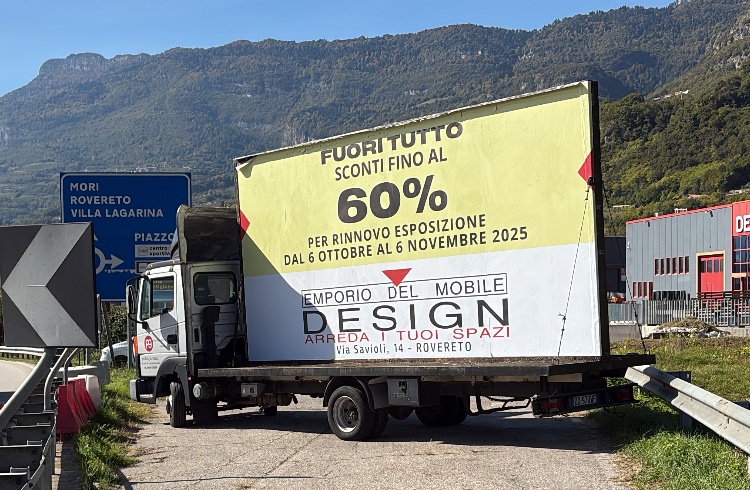 FUORI TUTTO
SCONTI FINO AL
60%
PER RINNOVO ESPOSIZIONE
DAL 6 OTTOBRE AL 6 NOVEMBRE 2025
EMPORIO DEL MOBILE
DESIGN
ARREDA I TUOI SPAZI
Via Savioli, 14 - ROVERETO
MORI
ROVERETO
VILLA LAGARINA
PIAZZO
centro
sportivo
DE